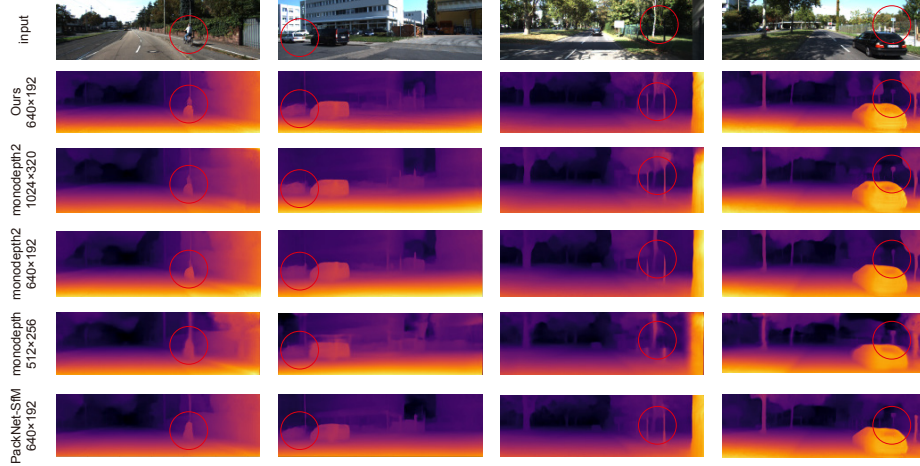 input
Ours
640×192
monodepth2
1024×320
monodepth2
640×192
monodepth
512×256
PackNet-SfM
640×192